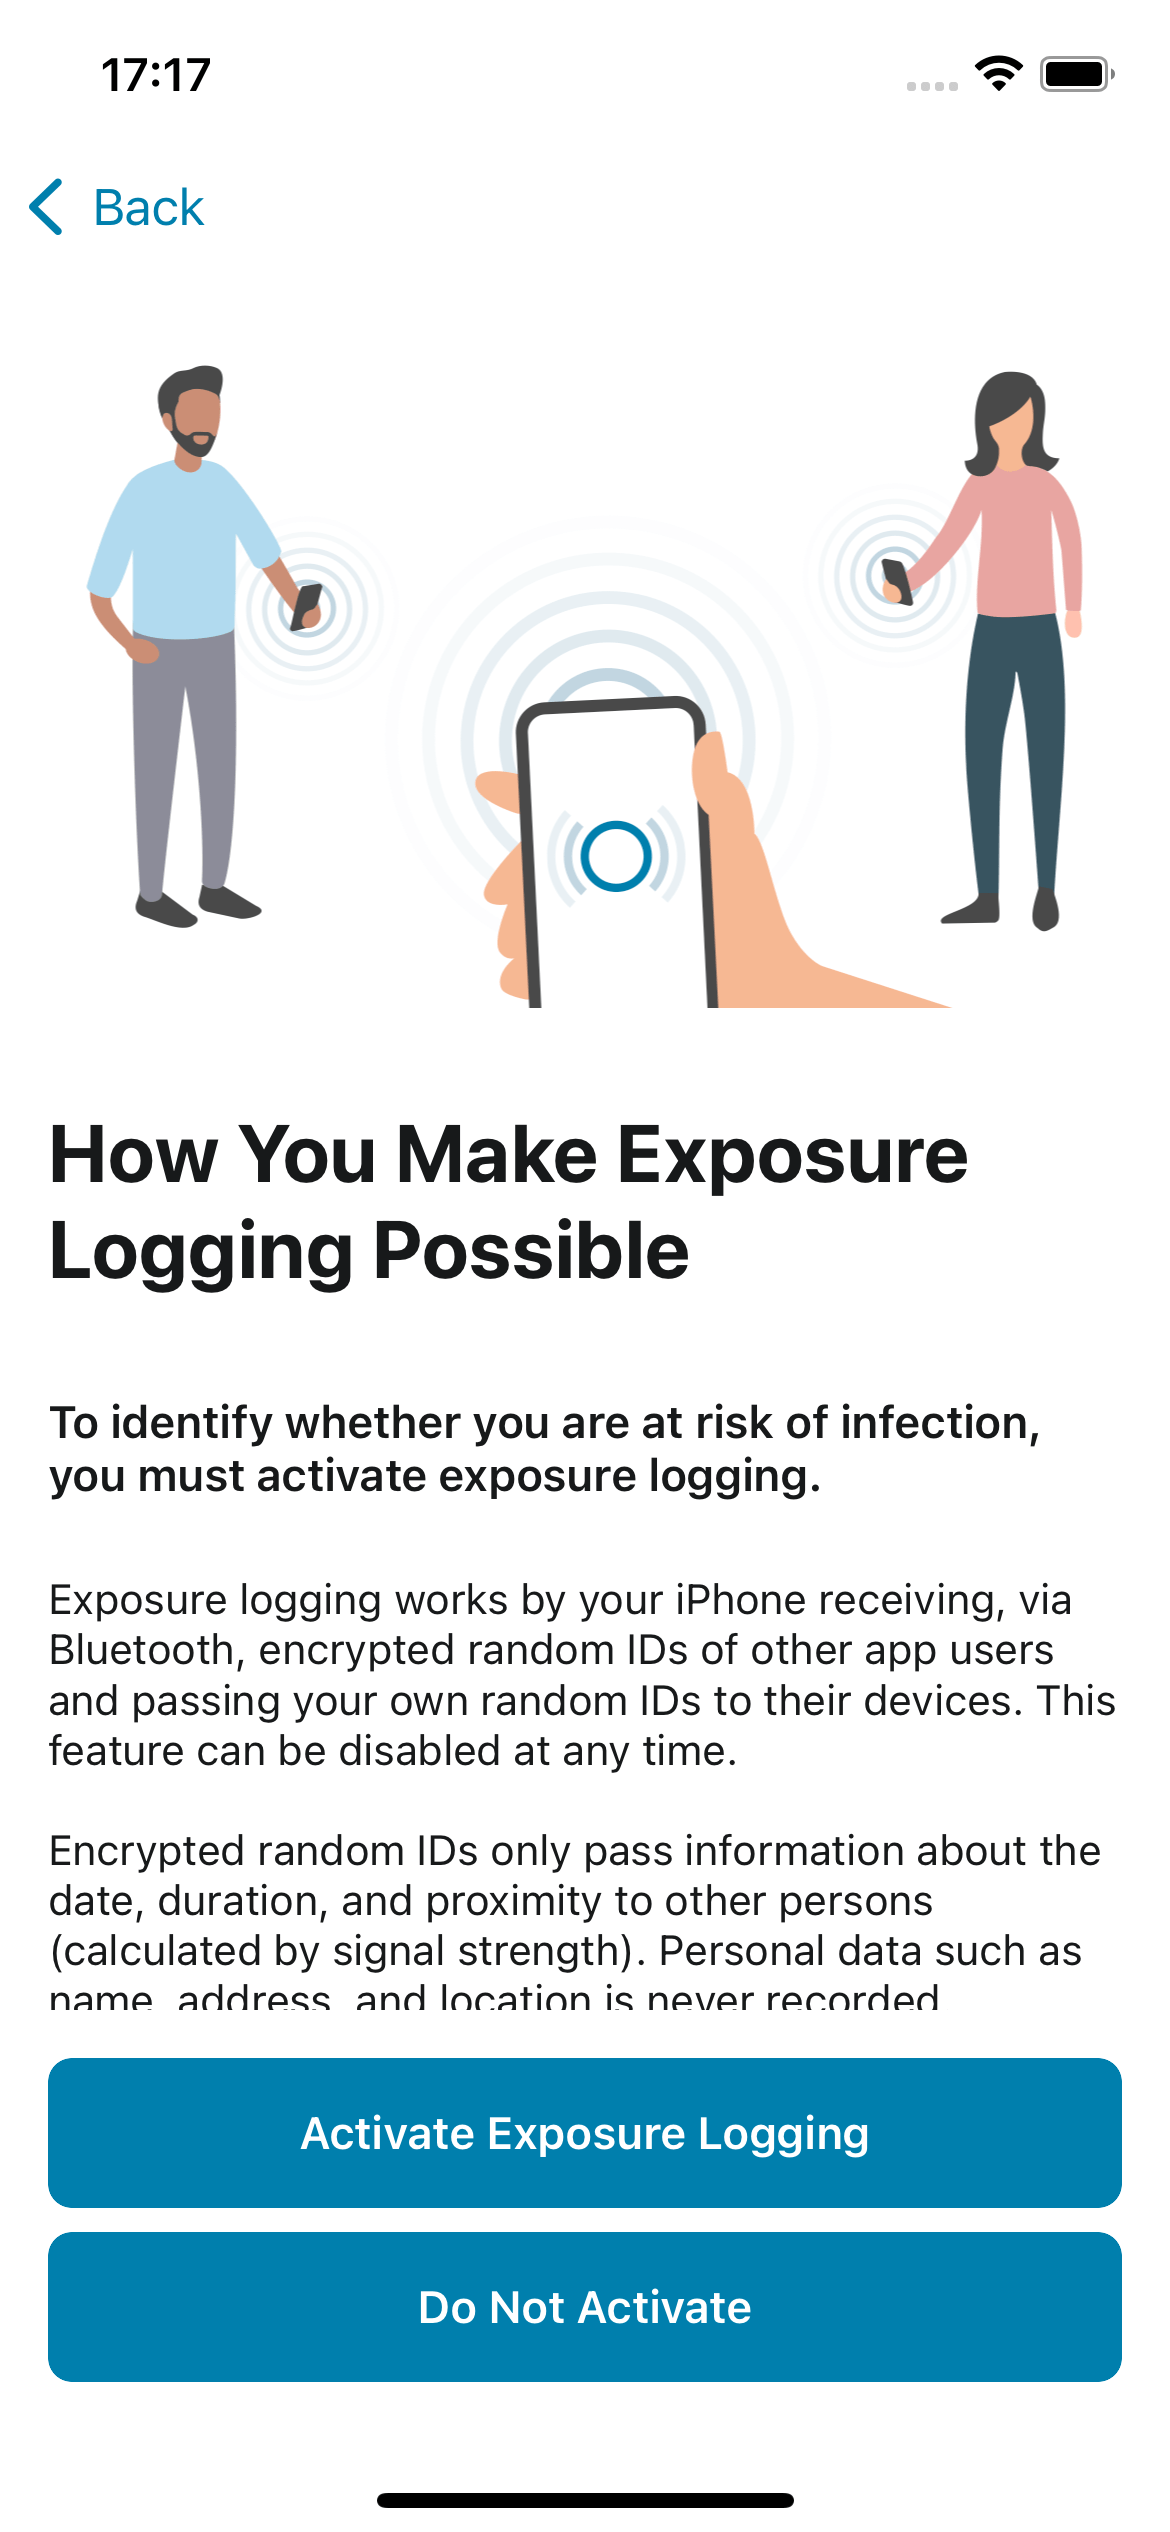 17:17
Back
How You Make Exposure
Logging Possible
To identify whether you are at risk of infection,
you must activate exposure logging.
Exposure logging works by your iPhone receiving, via
Bluetooth, encrypted random IDs of other app users
and passing your own random IDs to their devices. This
feature can be disabled at any time.
Encrypted random IDs only pass information about the
date, duration, and proximity to other persons
(calculated by signal strength). Personal data such as
name, address, and location is never recorded
Activate Exposure Logging
Do Not Activate